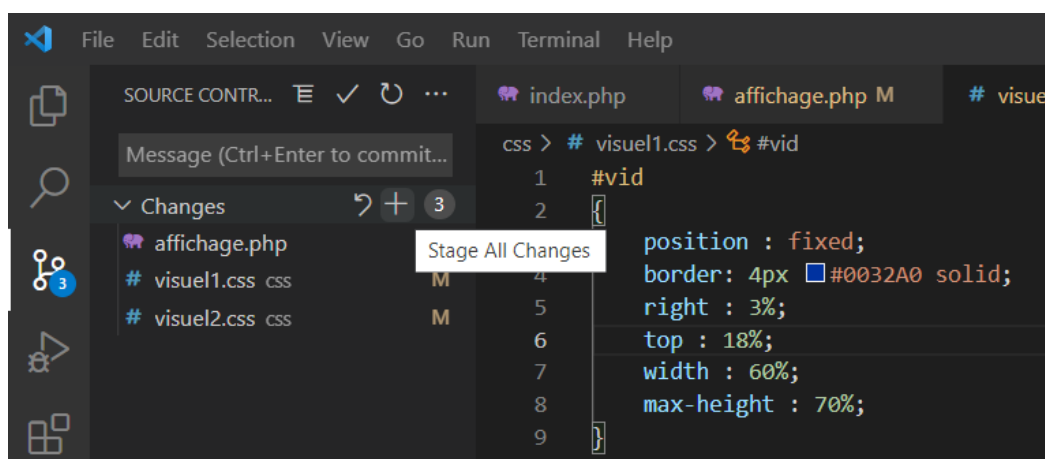 File Edit Selection View Go Run Terminal Help
SOURCE CONTR...
index.php
affichage.php M
# visue
Message (Ctrl+Enter to commit...
css > # visuel1.css > #vid
Changes
3
affichage.php
# visuel1.css css M
# visuel2.css css M
3
Stage All Changes
1 #vid
2 {
position : fixed;
4 border: 4px #0032A0 solid;
5 right : 3%;
6 top : 18%;
7 width : 60%;
8 max-height : 70%;
9 }